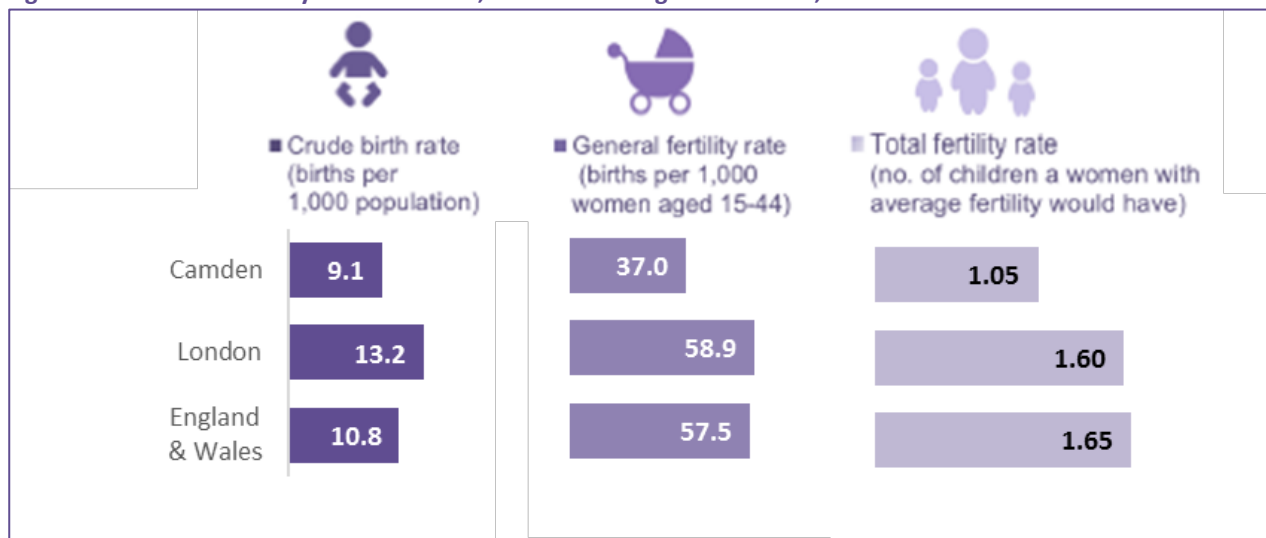 Crude birth rate
(births per
1,000 population)
General fertility rate
(births per 1,000
women aged 15-44)
Total fertility rate
(no. of children a women with
average fertility would have)
Camden
9.1
37.0
1.05
London
13.2
58.9
1.60
England
& Wales
10.8
57.5
1.65